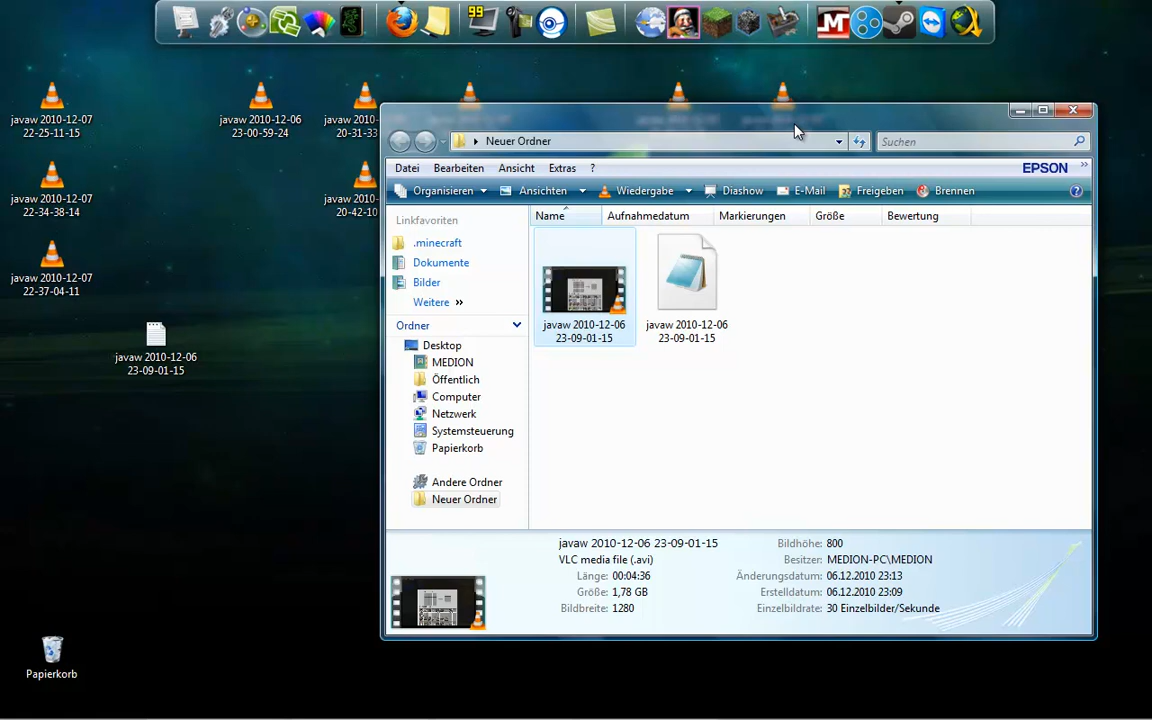 99
javaw 2010-12-07
22-25-11-15
javaw 2010-12-06
23-00-59-24
javaw 2010-
20-31-33
javaw 2010-12-07
22-34-38-14
javaw 2010-
20-42-10
javaw 2010-12-07
22-37-04-11
javaw 2010-12-06
23-09-01-15
Papierkorb
Neuer Ordner
Suchen
Datei Bearbeiten Ansicht Extras ?
EPSON
Organisieren Ansichten Wiedergabe Diashow E-Mail Freigeben Brennen
Linkfavoriten
.minecraft
Dokumente
Bilder
Weitere »
Ordner
Desktop
MEDION
Öffentlich
Computer
Netzwerk
Systemsteuerung
Papierkorb
Andere Ordner
Neuer Ordner
Name Aufnahmedatum Markierungen Größe Bewertung
javaw 2010-12-06
23-09-01-15
javaw 2010-12-06
23-09-01-15
javaw 2010-12-06 23-09-01-15
VLC media file (.avi)
Länge: 00:04:36
Größe: 1,78 GB
Bildbreite: 1280
Bildhöhe: 800
Besitzer: MEDION-PC\MEDION
Änderungsdatum: 06.12.2010 23:13
Erstelldatum: 06.12.2010 23:09
Einzelbildrate: 30 Einzelbilder/Sekunde